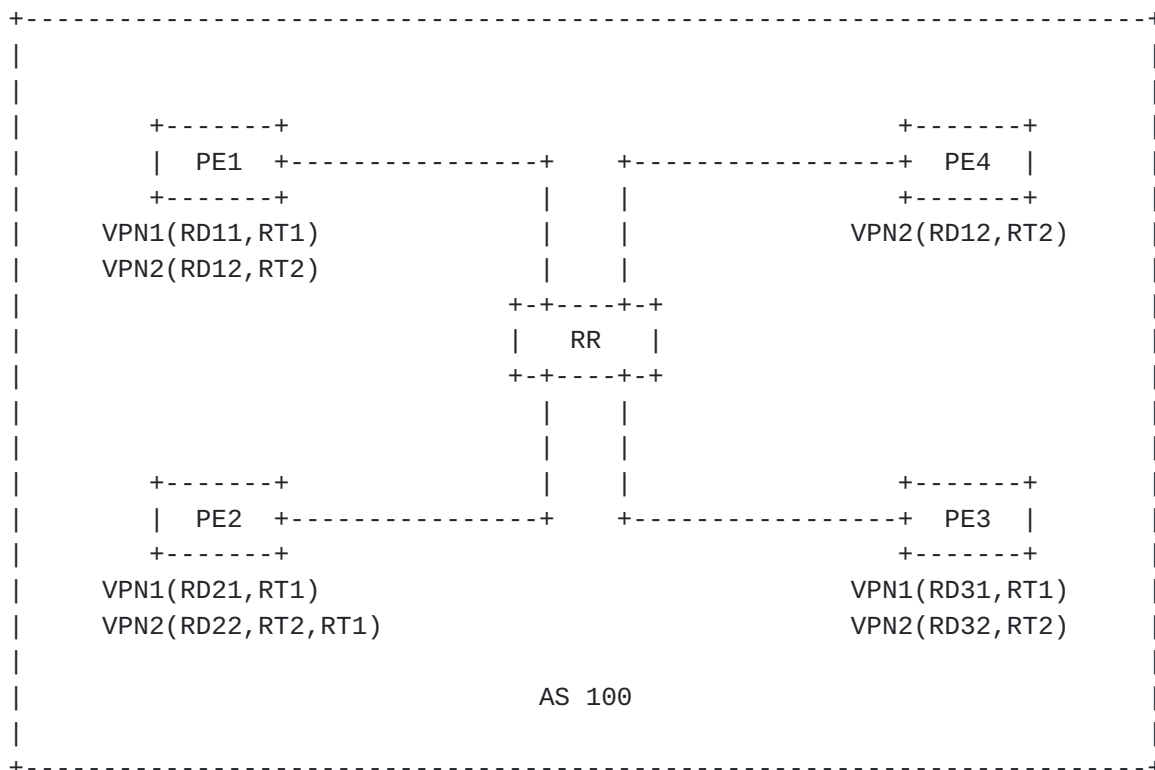 PE1 PE4
VPN1(RD11,RT1) VPN2(RD12,RT2)
VPN2(RD12,RT2)
RR
PE2 PE3
VPN1(RD21,RT1) VPN1(RD31,RT1)
VPN2(RD22,RT2,RT1) VPN2(RD32,RT2)
AS 100